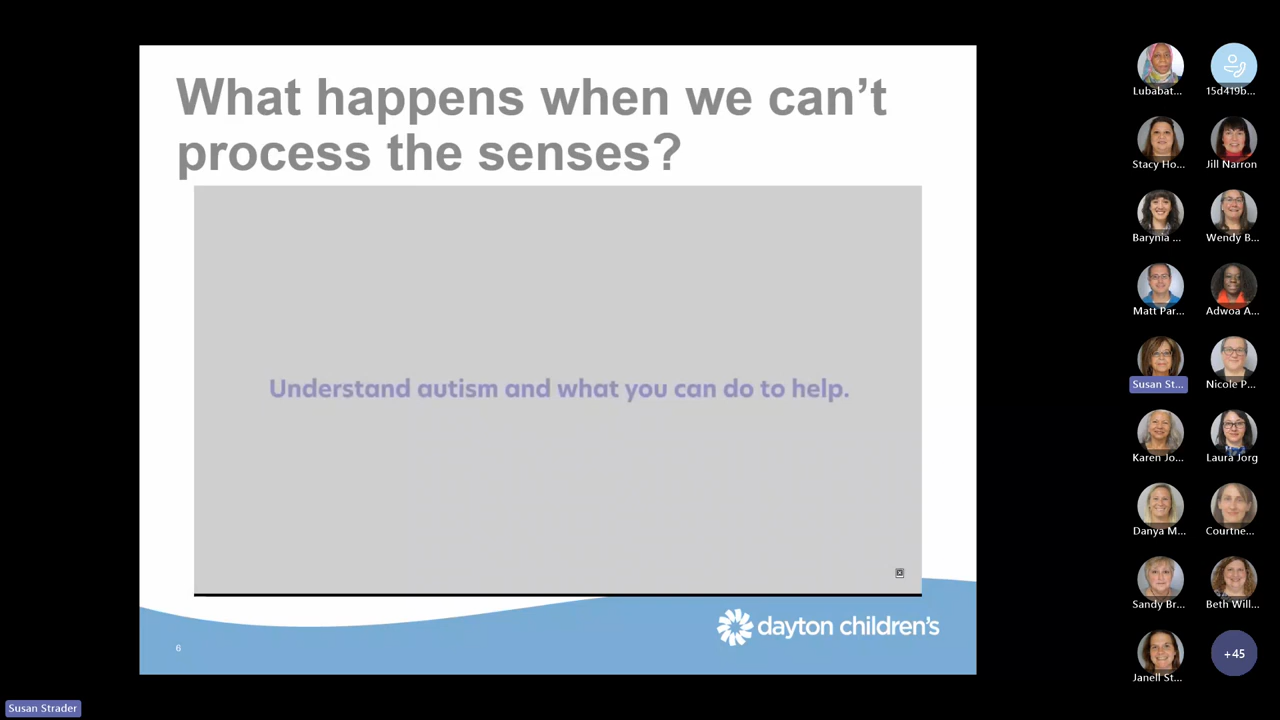 What happens when we can’t
process the senses?
Understand autism and what you can do to help.
dayton children’s
6
Lubabat...
15d419b...
Stacy Ho...
Jill Narron
Barynia ...
Wendy B...
Matt Par...
Adwoa A...
Susan St...
Nicole P...
Karen Jo...
Laura Jorg
Danya M...
Courtne...
Sandy Br...
Beth Will...
Janell St...
+45
Susan Strader